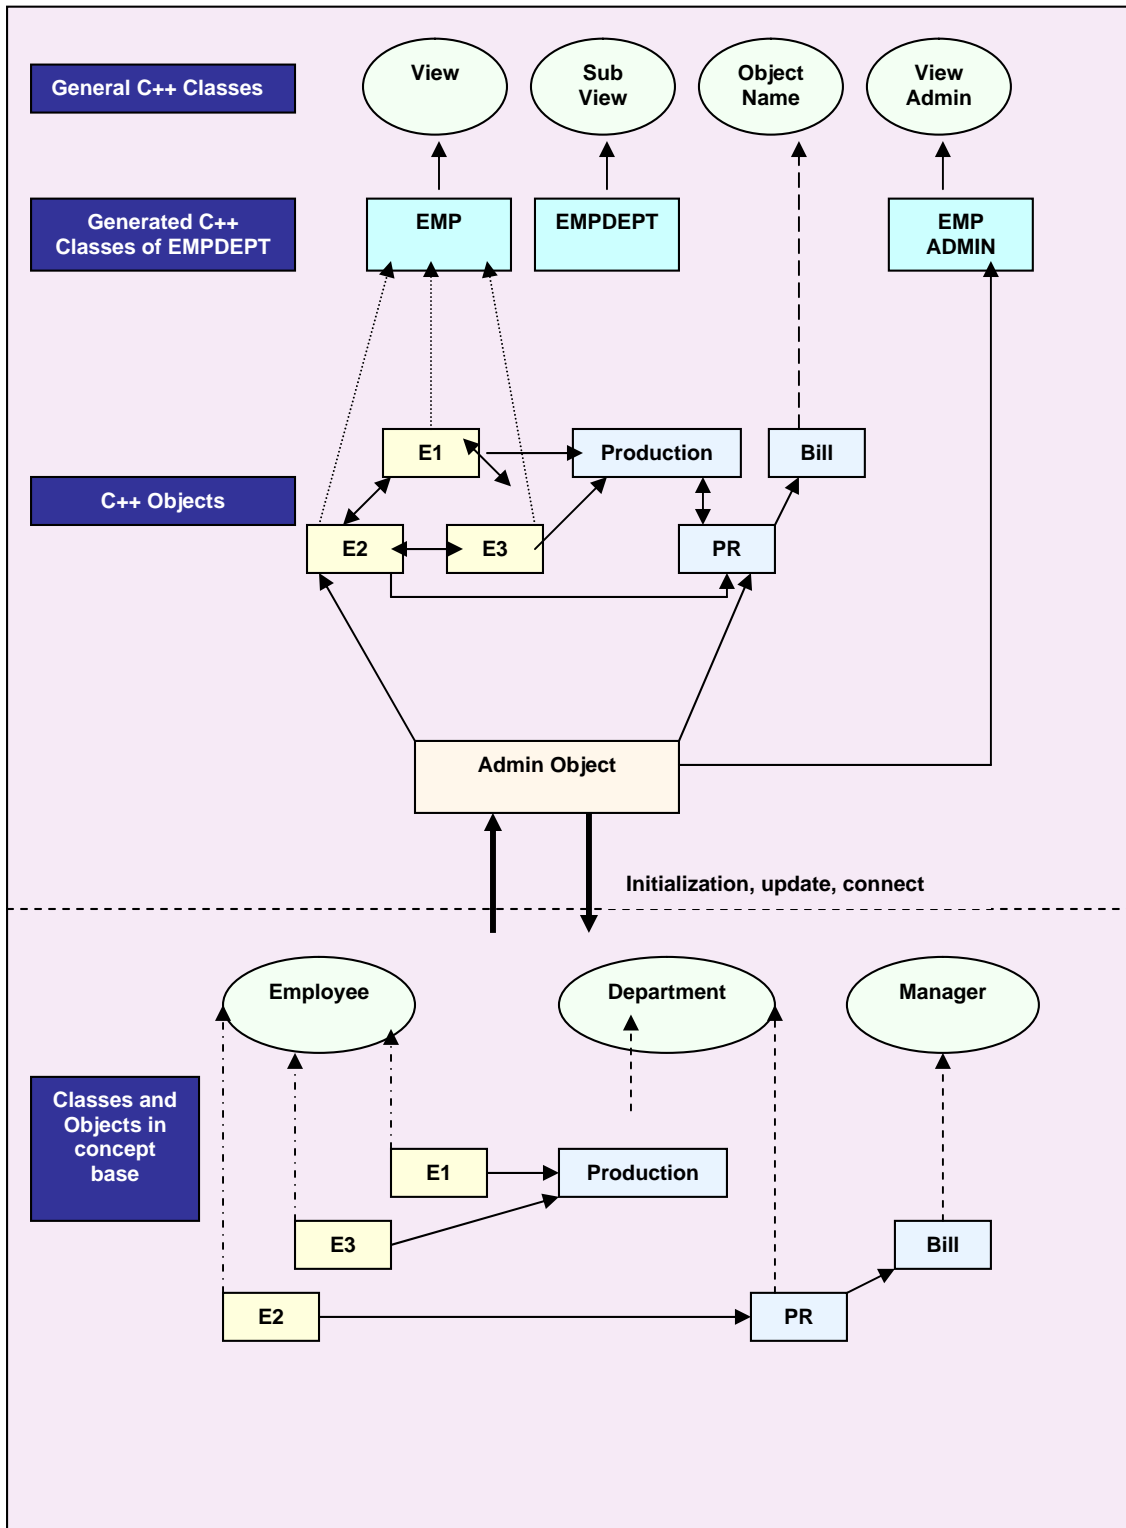 General C++ Classes
View
Sub
View
Object
Name
View
Admin
Generated C++
Classes of EMPDEPT
EMP
EMPDEPT
EMP
ADMIN
E1
Production
Bill
C++ Objects
E2
E3
PR
Admin Object
Initialization, update, connect
Employee
Department
Manager
Classes and
Objects in
concept
base
E1
Production
E3
Bill
E2
PR